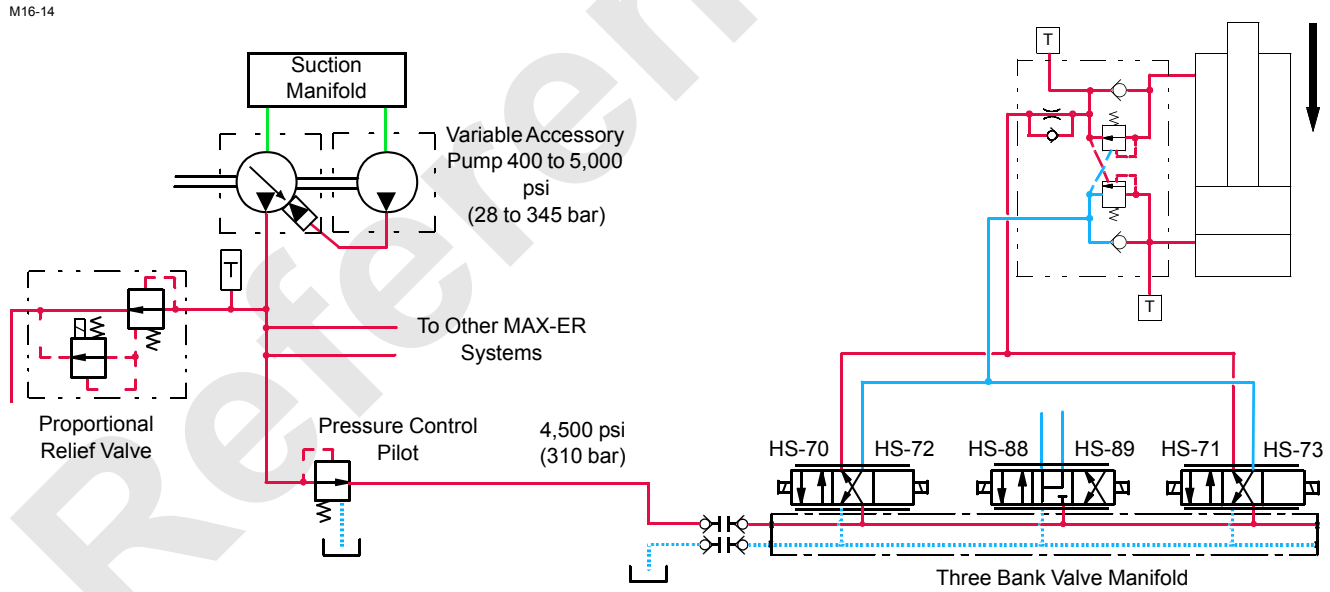 M16-14
Suction
Manifold
Variable Accessory
Pump 400 to 5,000
psi
(28 to 345 bar)
T
T
T
To Other MAX-ER
Systems
Proportional
Relief Valve
Pressure Control
Pilot
4,500 psi
(310 bar)
HS-70 HS-72 HS-88 HS-89 HS-71 HS-73
Three Bank Valve Manifold